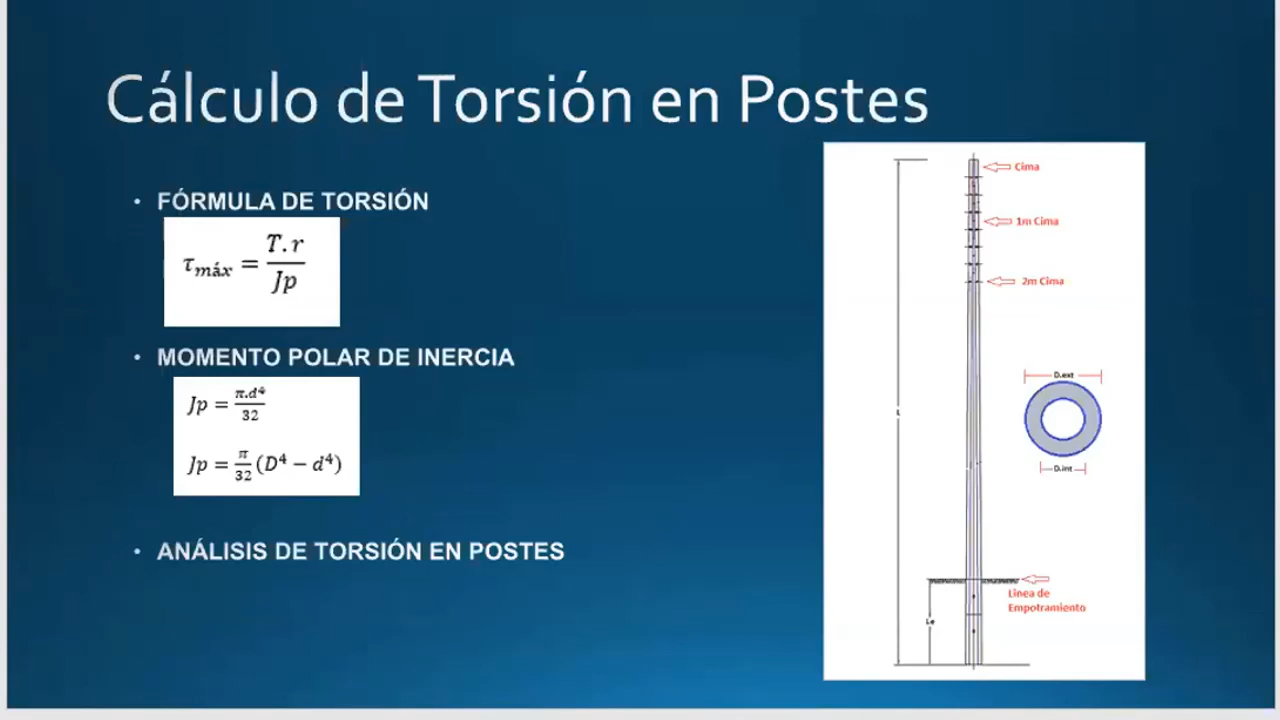 Cálculo de Torsión en Postes
• FÓRMULA DE TORSIÓN
τmáx = T.r / Jp
• MOMENTO POLAR DE INERCIA
Jp = π.d⁴ / 32
Jp = π/32 (D⁴ − d⁴)
• ANÁLISIS DE TORSIÓN EN POSTES
Cima
1m Cima
2m Cima
D.ext
L
D.int
Linea de
Empotramiento
Le